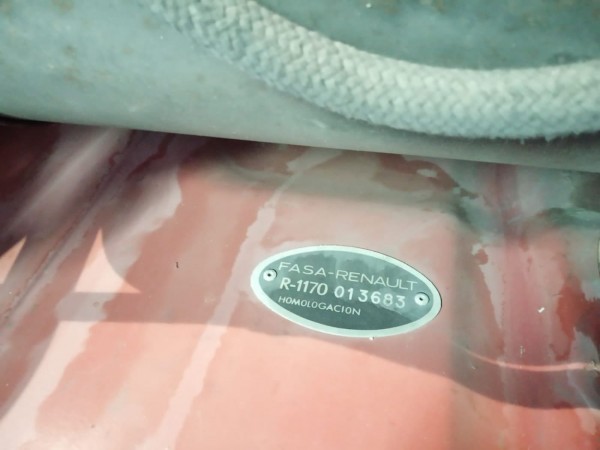 FASA-RENAULT
R-1170 013683
HOMOLOGACION